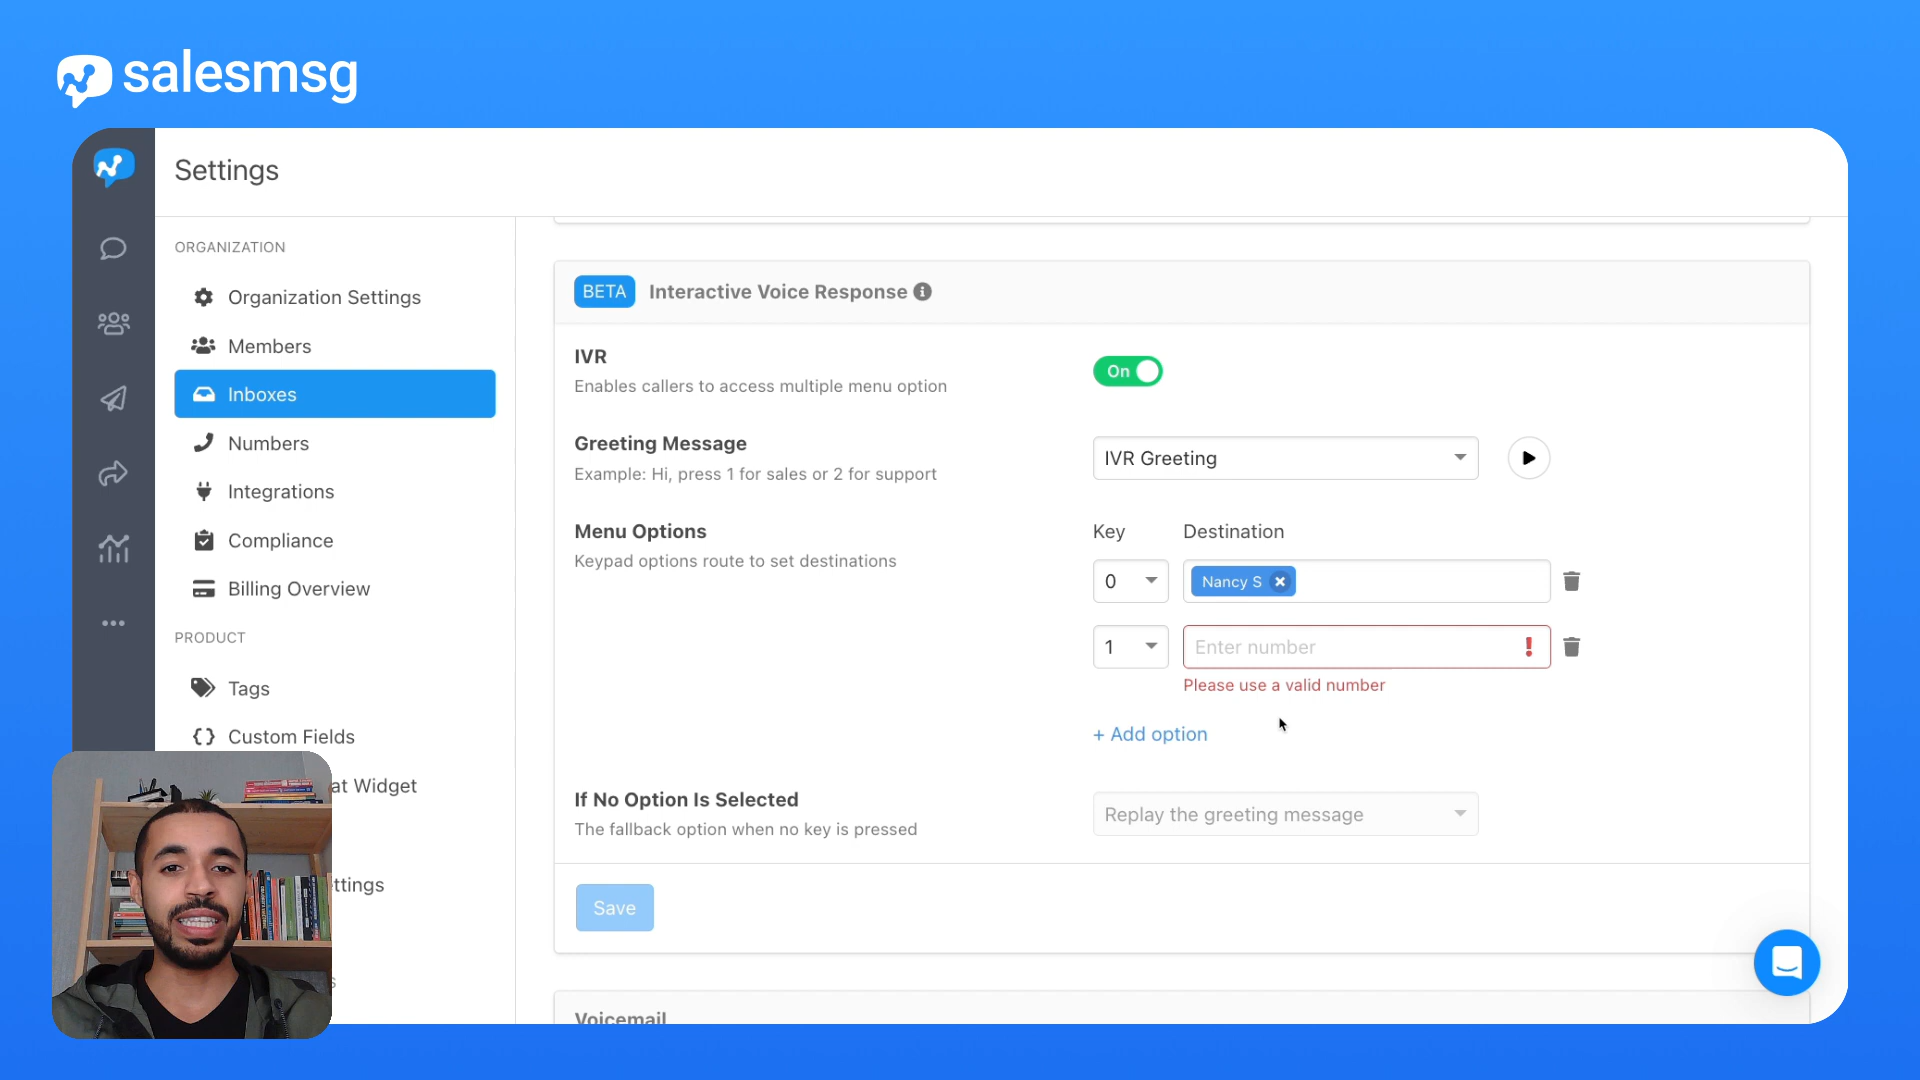 salesmsg
Settings
ORGANIZATION
Organization Settings
Members
Inboxes
Numbers
Integrations
Compliance
Billing Overview
PRODUCT
Tags
Custom Fields
at Widget
ttings
s
BETA Interactive Voice Response
IVR
Enables callers to access multiple menu option
On
Greeting Message
Example: Hi, press 1 for sales or 2 for support
IVR Greeting
Menu Options
Keypad options route to set destinations
Key Destination
0 Nancy S
1 Enter number
Please use a valid number
+ Add option
If No Option Is Selected
The fallback option when no key is pressed
Replay the greeting message
Save
Voicemail